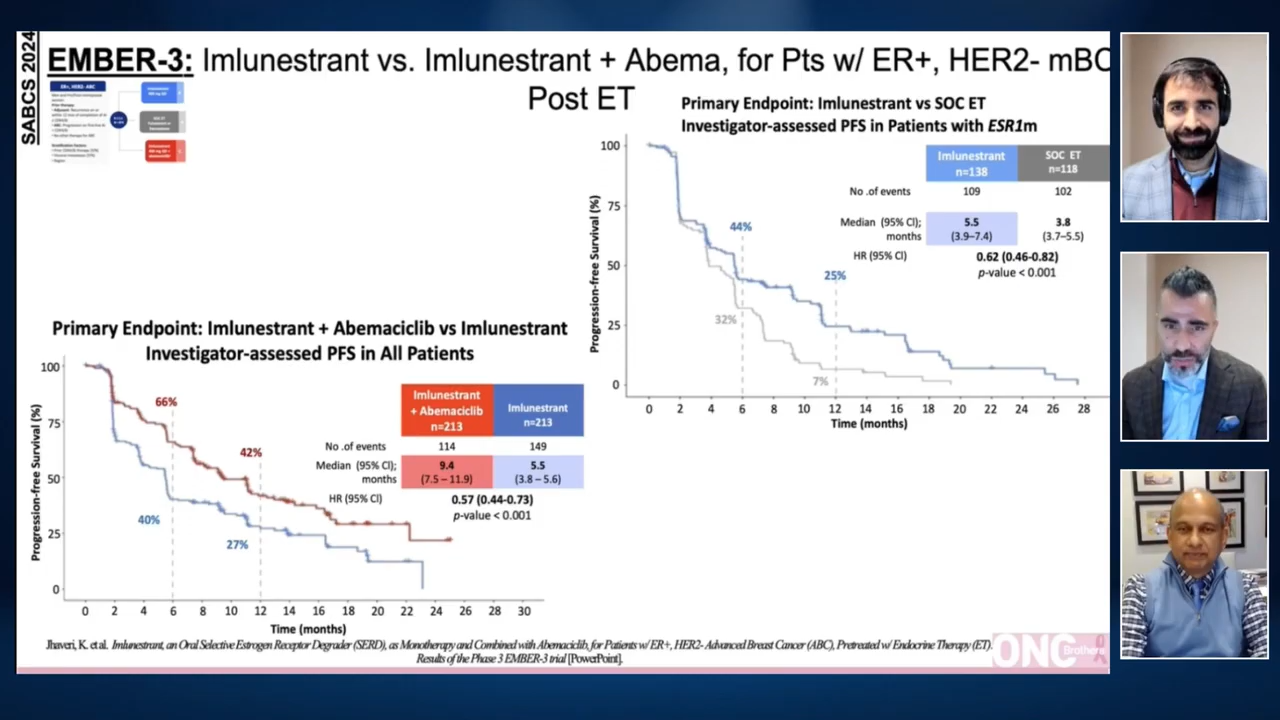 SABCS 2024
EMBER-3: Imlunestrant vs. Imlunestrant + Abema, for Pts w/ ER+, HER2- mBC
Post ET
ER+, HER2- ABC
Primary Endpoint: Imlunestrant vs SOC ET
Investigator-assessed PFS in Patients with ESR1m
Progression-free Survival (%)
100
75
50
25
0
44%
32%
25%
7%
Imlunestrant
n=138
SOC ET
n=118
No .of events
109
102
Median (95% CI);
months
5.5
(3.9–7.4)
3.8
(3.7–5.5)
HR (95% CI)
0.62 (0.46-0.82)
p-value < 0.001
0 2 4 6 8 10 12 14 16 18 20 22 24 26 28
Time (months)
Primary Endpoint: Imlunestrant + Abemaciclib vs Imlunestrant
Investigator-assessed PFS in All Patients
Progression-free Survival (%)
100
75
50
25
0
66%
42%
40%
27%
Imlunestrant
+ Abemaciclib
n=213
Imlunestrant
n=213
No .of events
114
149
Median (95% CI);
months
9.4
(7.5 – 11.9)
5.5
(3.8 – 5.6)
HR (95% CI)
0.57 (0.44-0.73)
p-value < 0.001
0 2 4 6 8 10 12 14 16 18 20 22 24 26 28 30
Time (months)
Jhaveri, K. et al. Imlunestrant, an Oral Selective Estrogen Receptor Degrader (SERD), as Monotherapy and Combined with Abemaciclib, for Patients w/ ER+, HER2- Advanced Breast Cancer (ABC), Pretreated w/ Endocrine Therapy (ET).
Results of the Phase 3 EMBER-3 trial [PowerPoint].
ONC Brothers